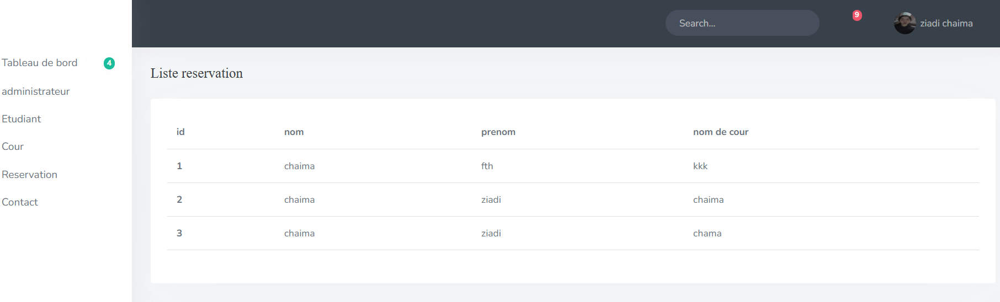 Search...
9
ziadi chaima
Tableau de bord 4
administrateur
Etudiant
Cour
Reservation
Contact
Liste reservation
id nom prenom nom de cour
1 chaima fth kkk
2 chaima ziadi chaima
3 chaima ziadi chama